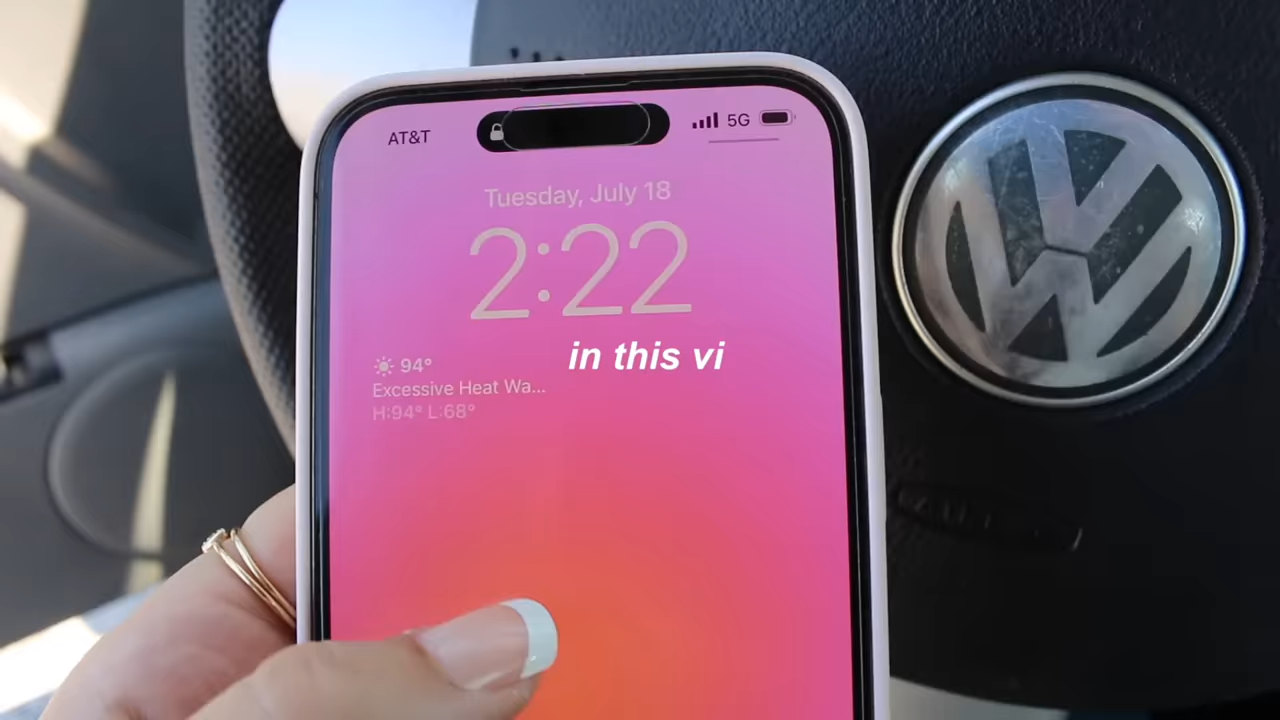 AT&T
5G
Tuesday, July 18
2:22
in this vi
94°
Excessive Heat Wa...
H:94° L:68°